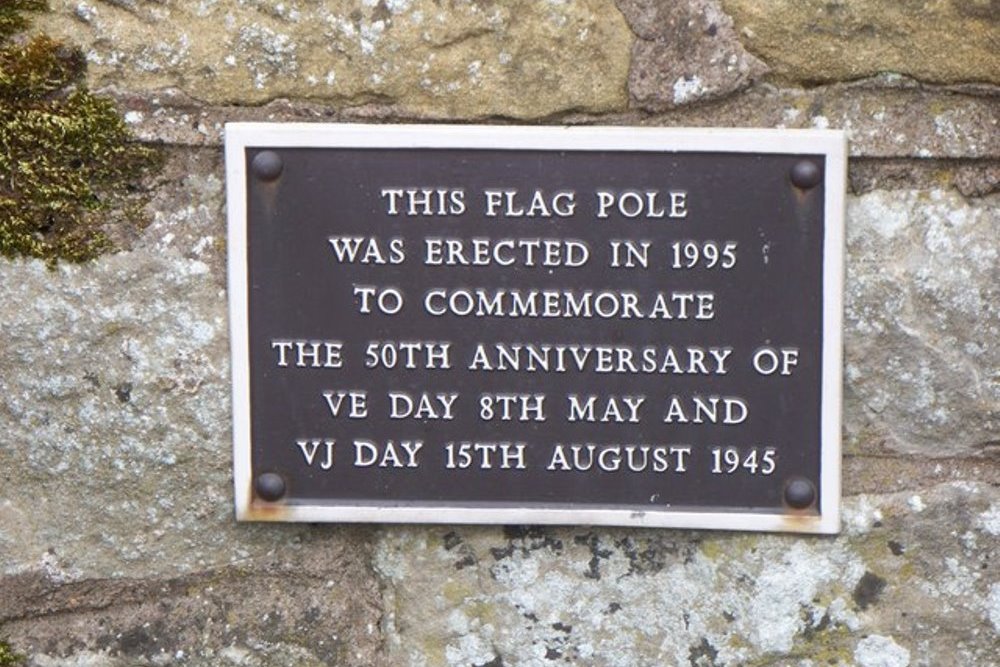 THIS FLAG POLE
WAS ERECTED IN 1995
TO COMMEMORATE
THE 50TH ANNIVERSARY OF
VE DAY 8TH MAY AND
VJ DAY 15TH AUGUST 1945